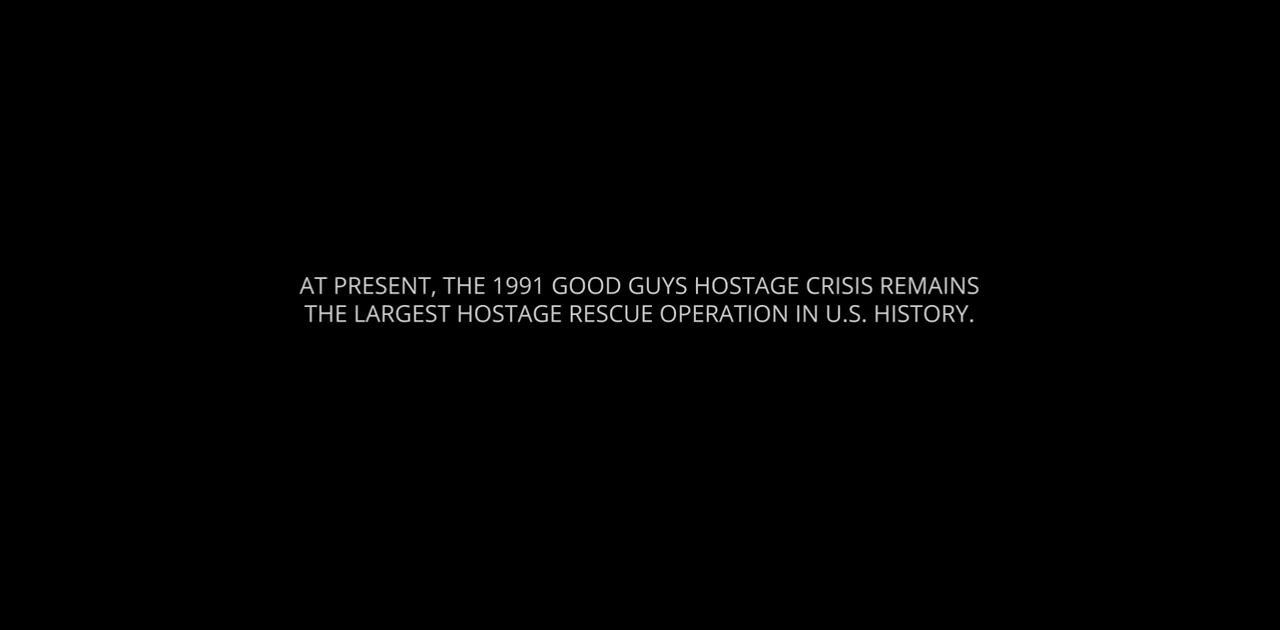 AT PRESENT, THE 1991 GOOD GUYS HOSTAGE CRISIS REMAINS
THE LARGEST HOSTAGE RESCUE OPERATION IN U.S. HISTORY.